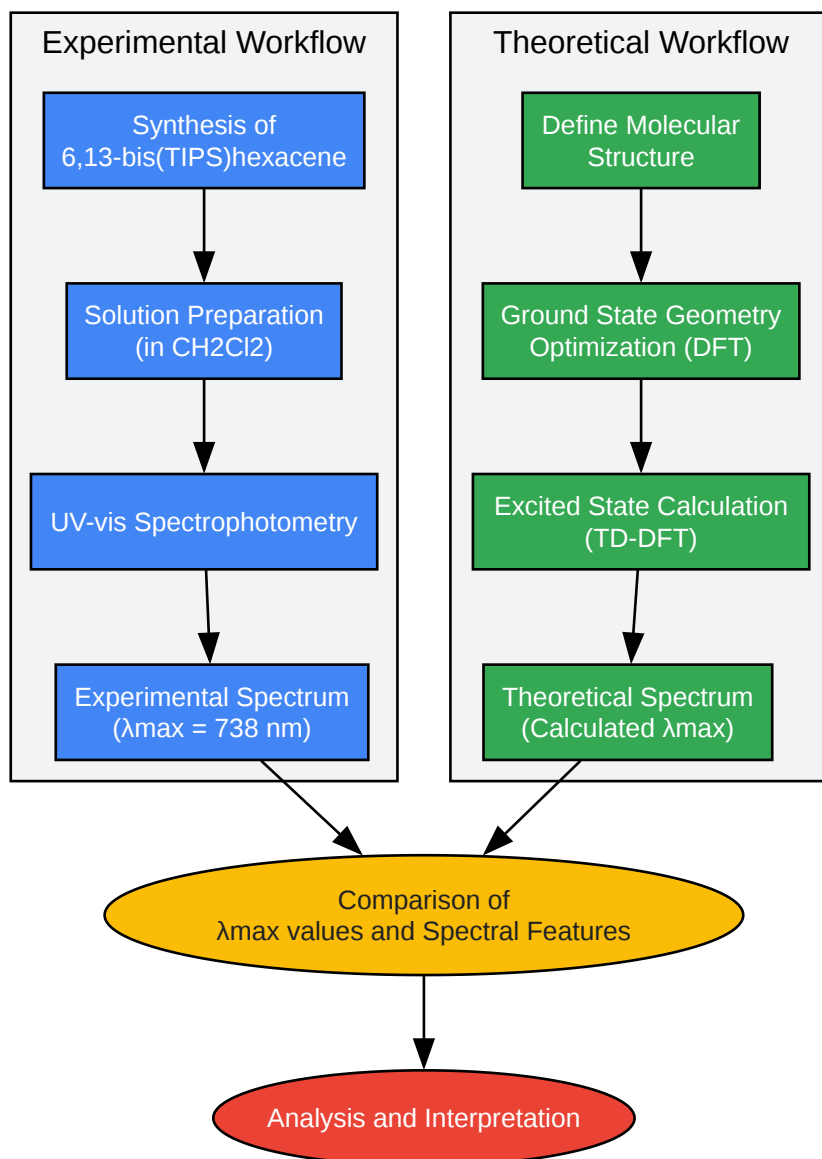 Experimental Workflow
Synthesis of
6,13-bis(TIPS)hexacene
Solution Preparation
(in CH2Cl2)
UV-vis Spectrophotometry
Experimental Spectrum
(λmax = 738 nm)
Theoretical Workflow
Define Molecular
Structure
Ground State Geometry
Optimization (DFT)
Excited State Calculation
(TD-DFT)
Theoretical Spectrum
(Calculated λmax)
Comparison of
λmax values and Spectral Features
Analysis and Interpretation